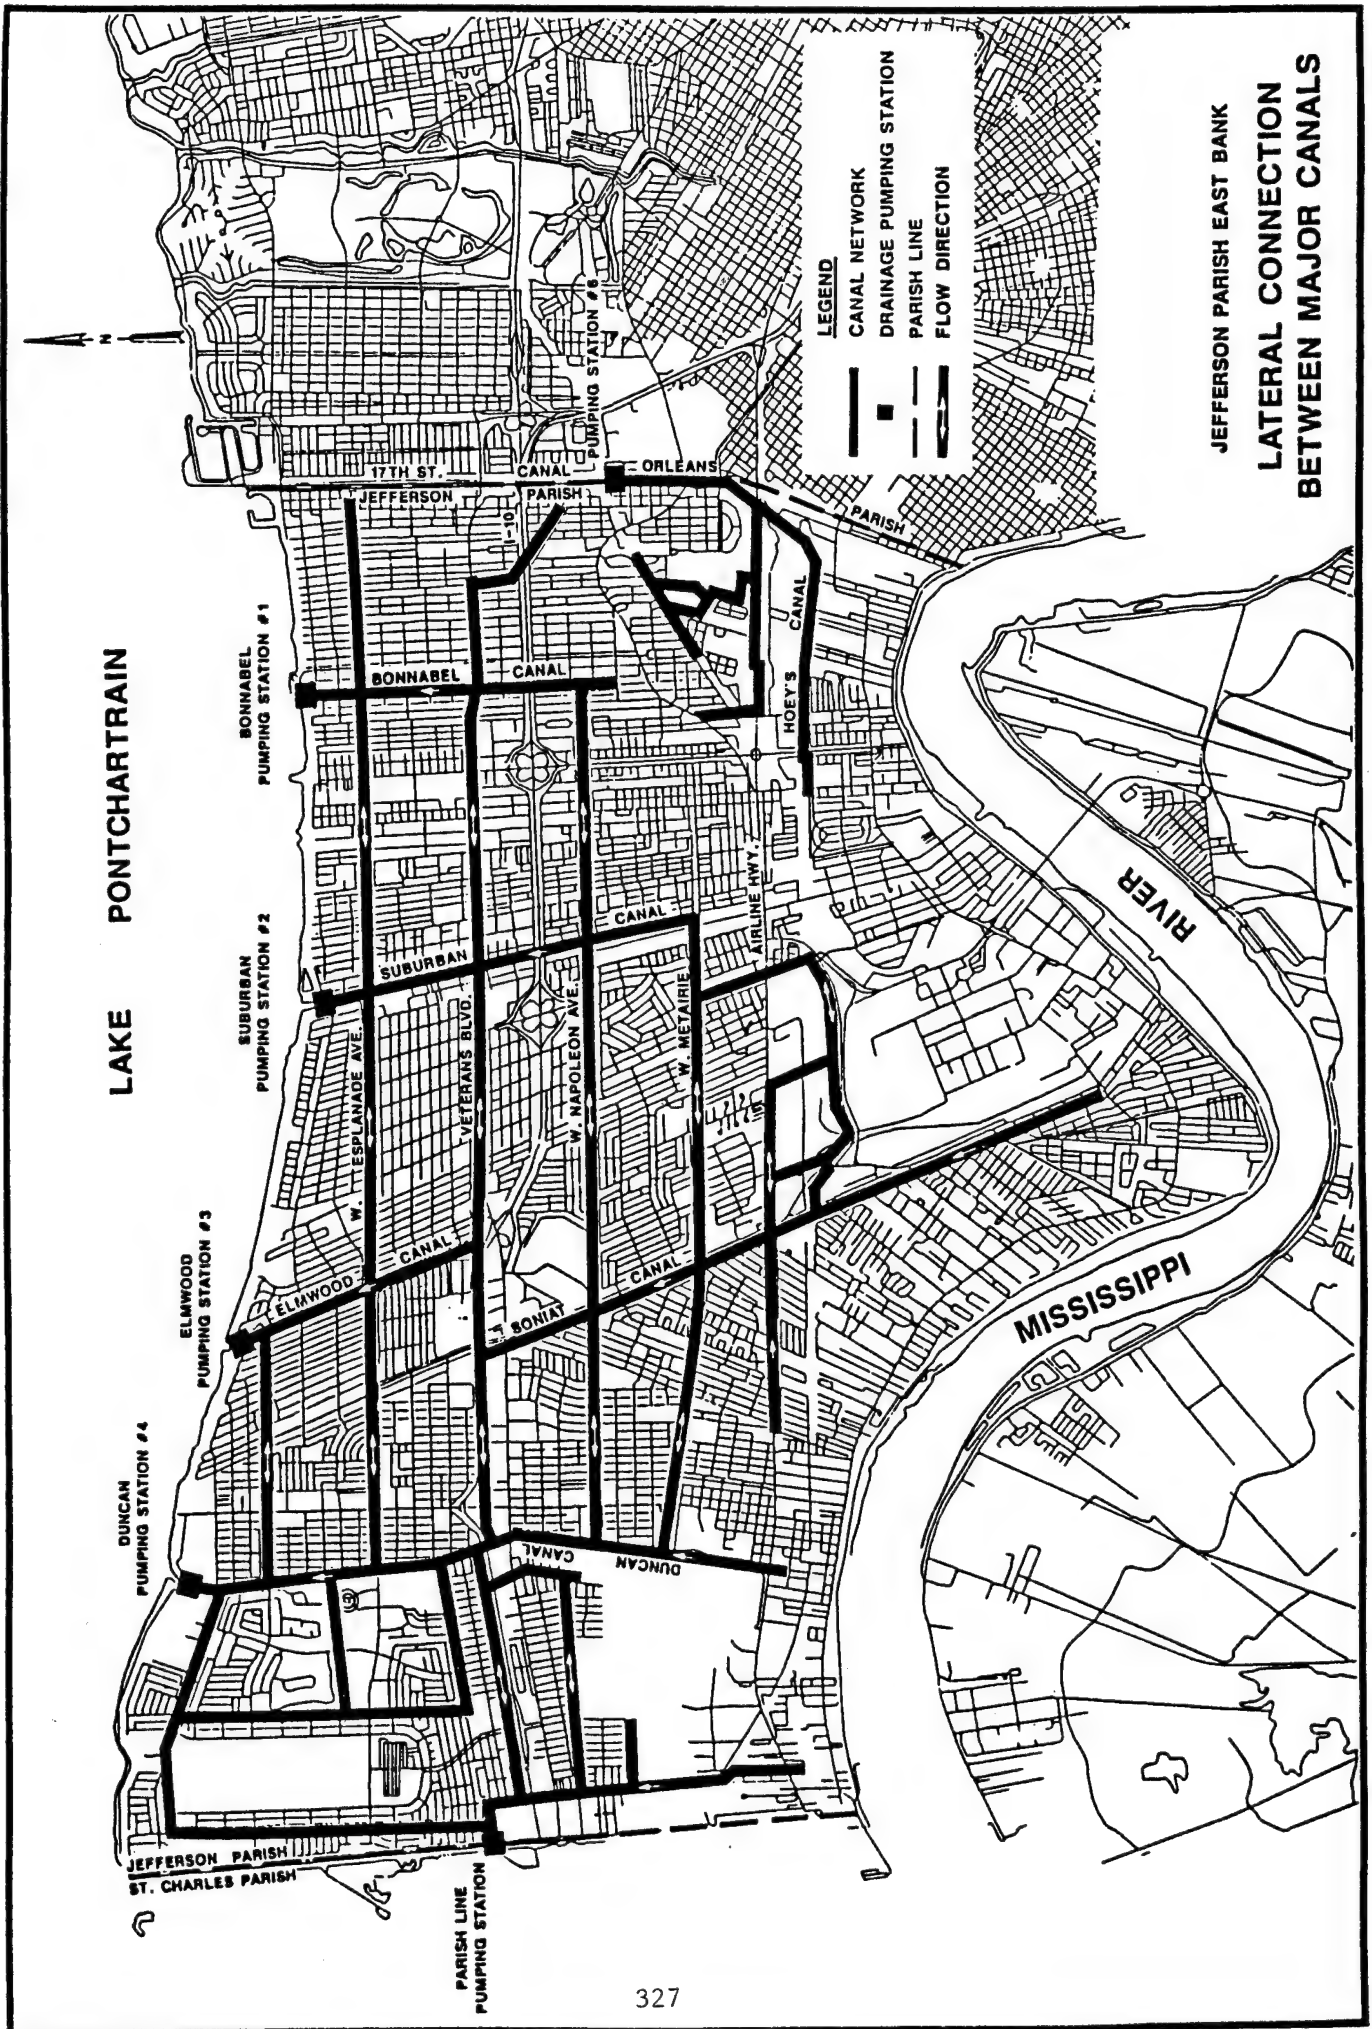 LAKE PONTCHARTRAIN
DUNCAN
PUMPING STATION #4
ELMWOOD
PUMPING STATION #3
SUBURBAN
PUMPING STATION #2
BONNABEL
PUMPING STATION #1
N
PARISH LINE
PUMPING STATION
JEFFERSON PARISH
ST. CHARLES PARISH
ELMWOOD CANAL
W. ESPLANADE AVE.
SUBURBAN CANAL
BONNABEL CANAL
17TH ST. CANAL
JEFFERSON PARISH
ORLEANS PARISH
PUMPING STATION #6
I-10
VETERANS BLVD.
W. NAPOLEON AVE.
W. METAIRIE
AIRLINE HWY.
HOEY'S CANAL
SONIAT CANAL
DUNCAN CANAL
MISSISSIPPI RIVER
LEGEND
CANAL NETWORK
DRAINAGE PUMPING STATION
PARISH LINE
FLOW DIRECTION
JEFFERSON PARISH EAST BANK
LATERAL CONNECTION
BETWEEN MAJOR CANALS
327